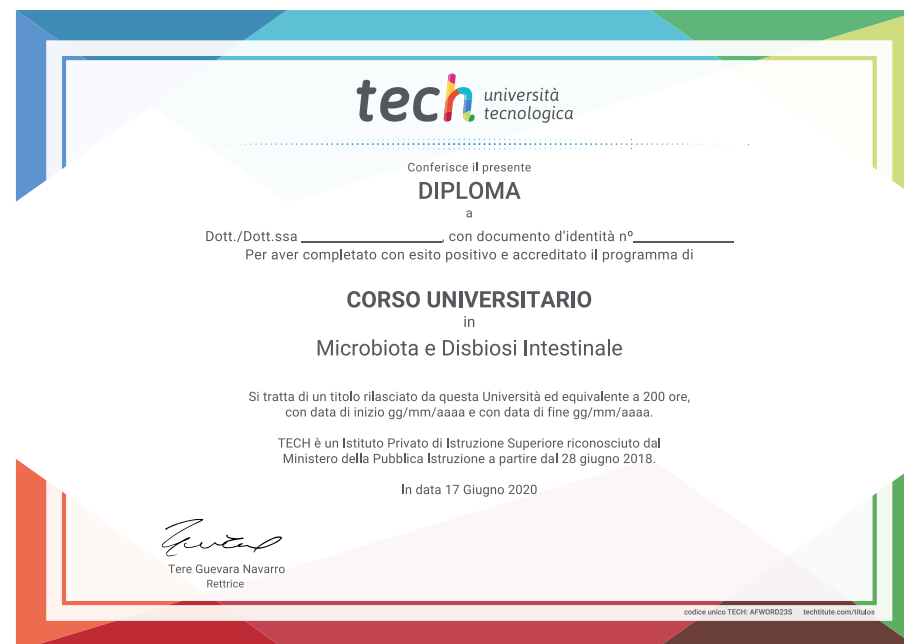 tech università
tecnologica
Conferisce il presente
DIPLOMA
a
Dott./Dott.ssa ____________________, con documento d'identità nº______________
Per aver completato con esito positivo e accreditato il programma di
CORSO UNIVERSITARIO
in
Microbiota e Disbiosi Intestinale
Si tratta di un titolo rilasciato da questa Università ed equivalente a 200 ore,
con data di inizio gg/mm/aaaa e con data di fine gg/mm/aaaa.
TECH è un Istituto Privato di Istruzione Superiore riconosciuto dal
Ministero della Pubblica Istruzione a partire dal 28 giugno 2018.
In data 17 Giugno 2020
Tere Guevara Navarro
Rettrice
codice unico TECH: AFWORD23S techtitute.com/títulos